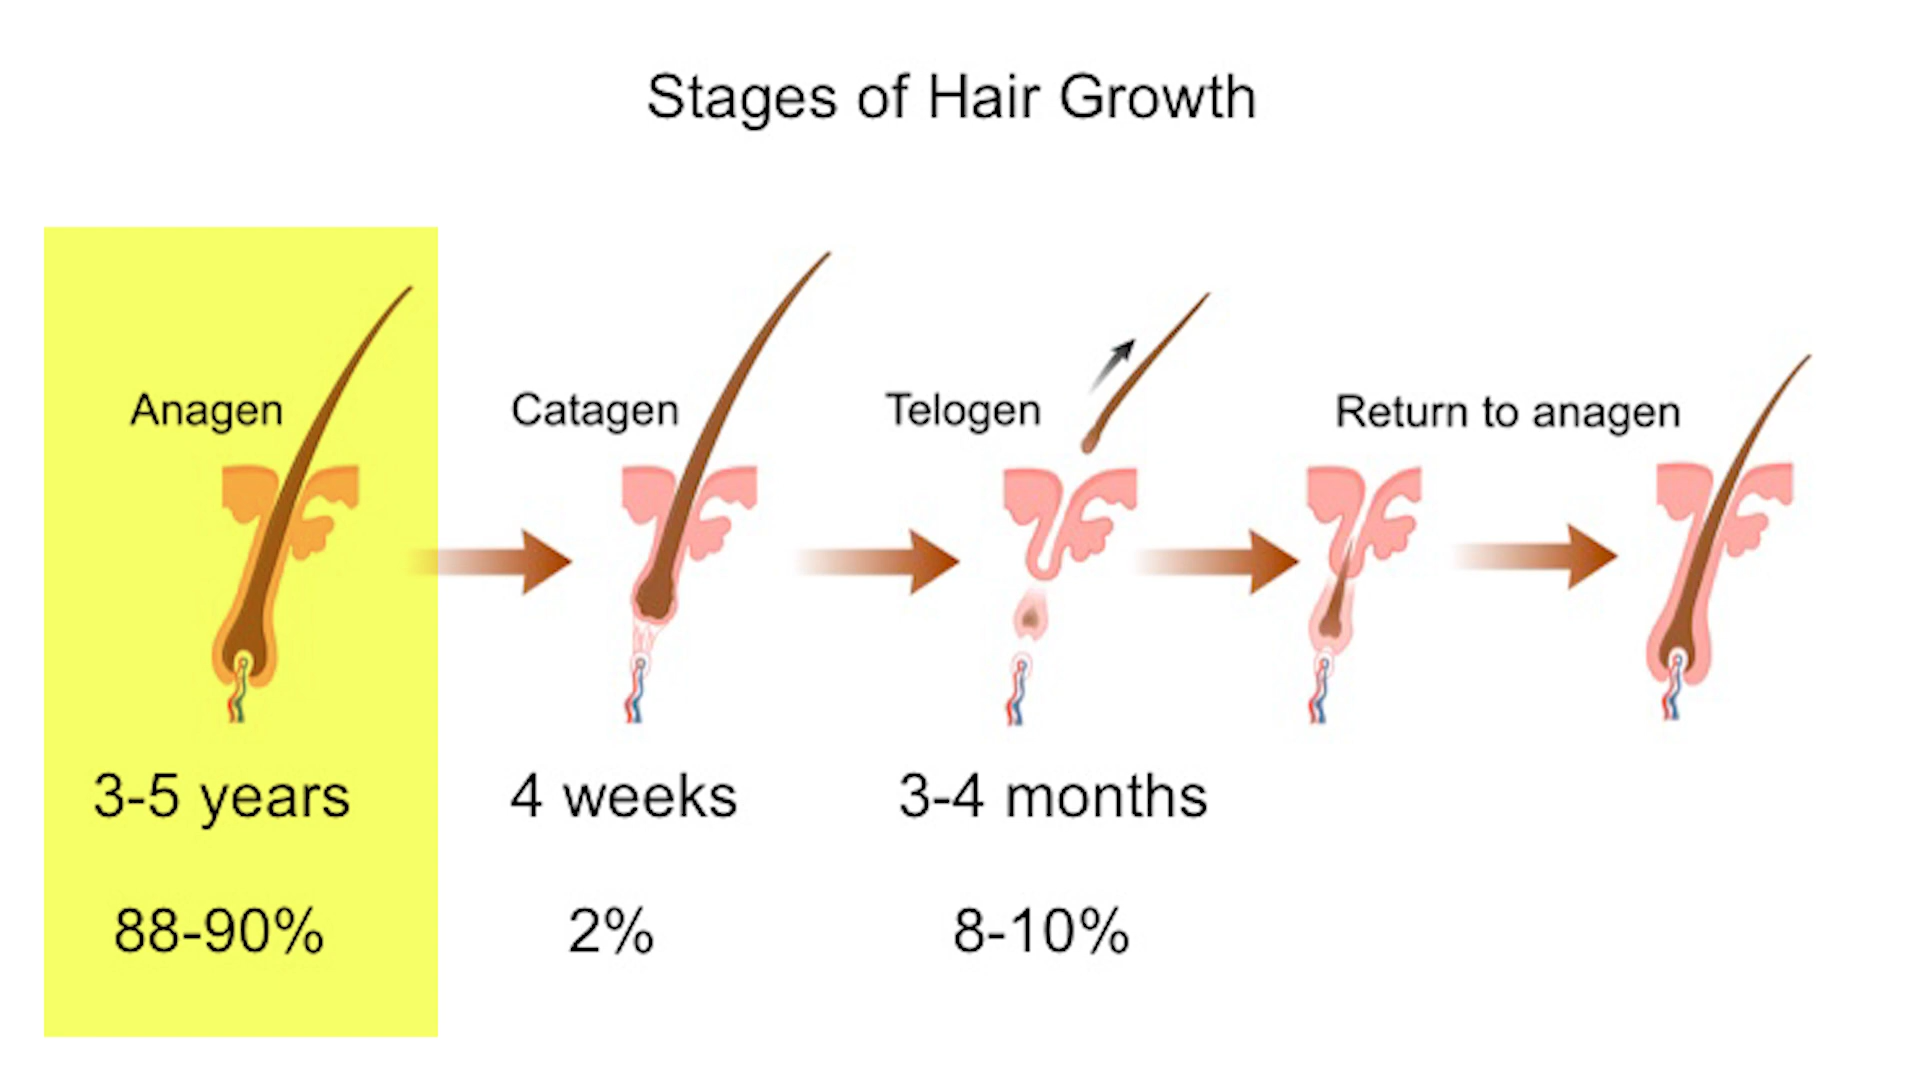 Stages of Hair Growth
Anagen
Catagen
Telogen
Return to anagen
3-5 years
4 weeks
3-4 months
88-90%
2%
8-10%